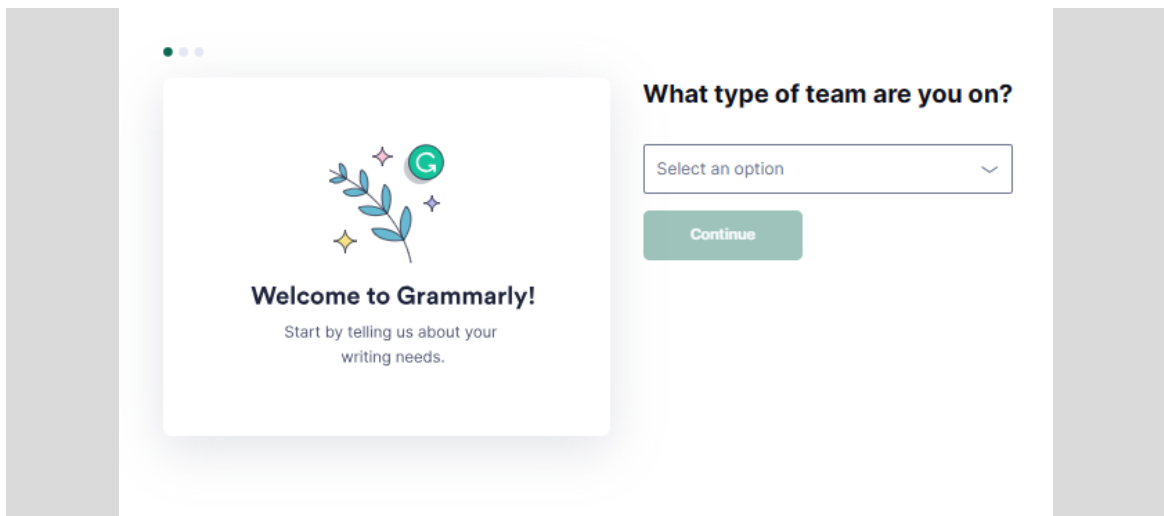 Welcome to Grammarly!
Start by telling us about your
writing needs.
What type of team are you on?
Select an option
Continue